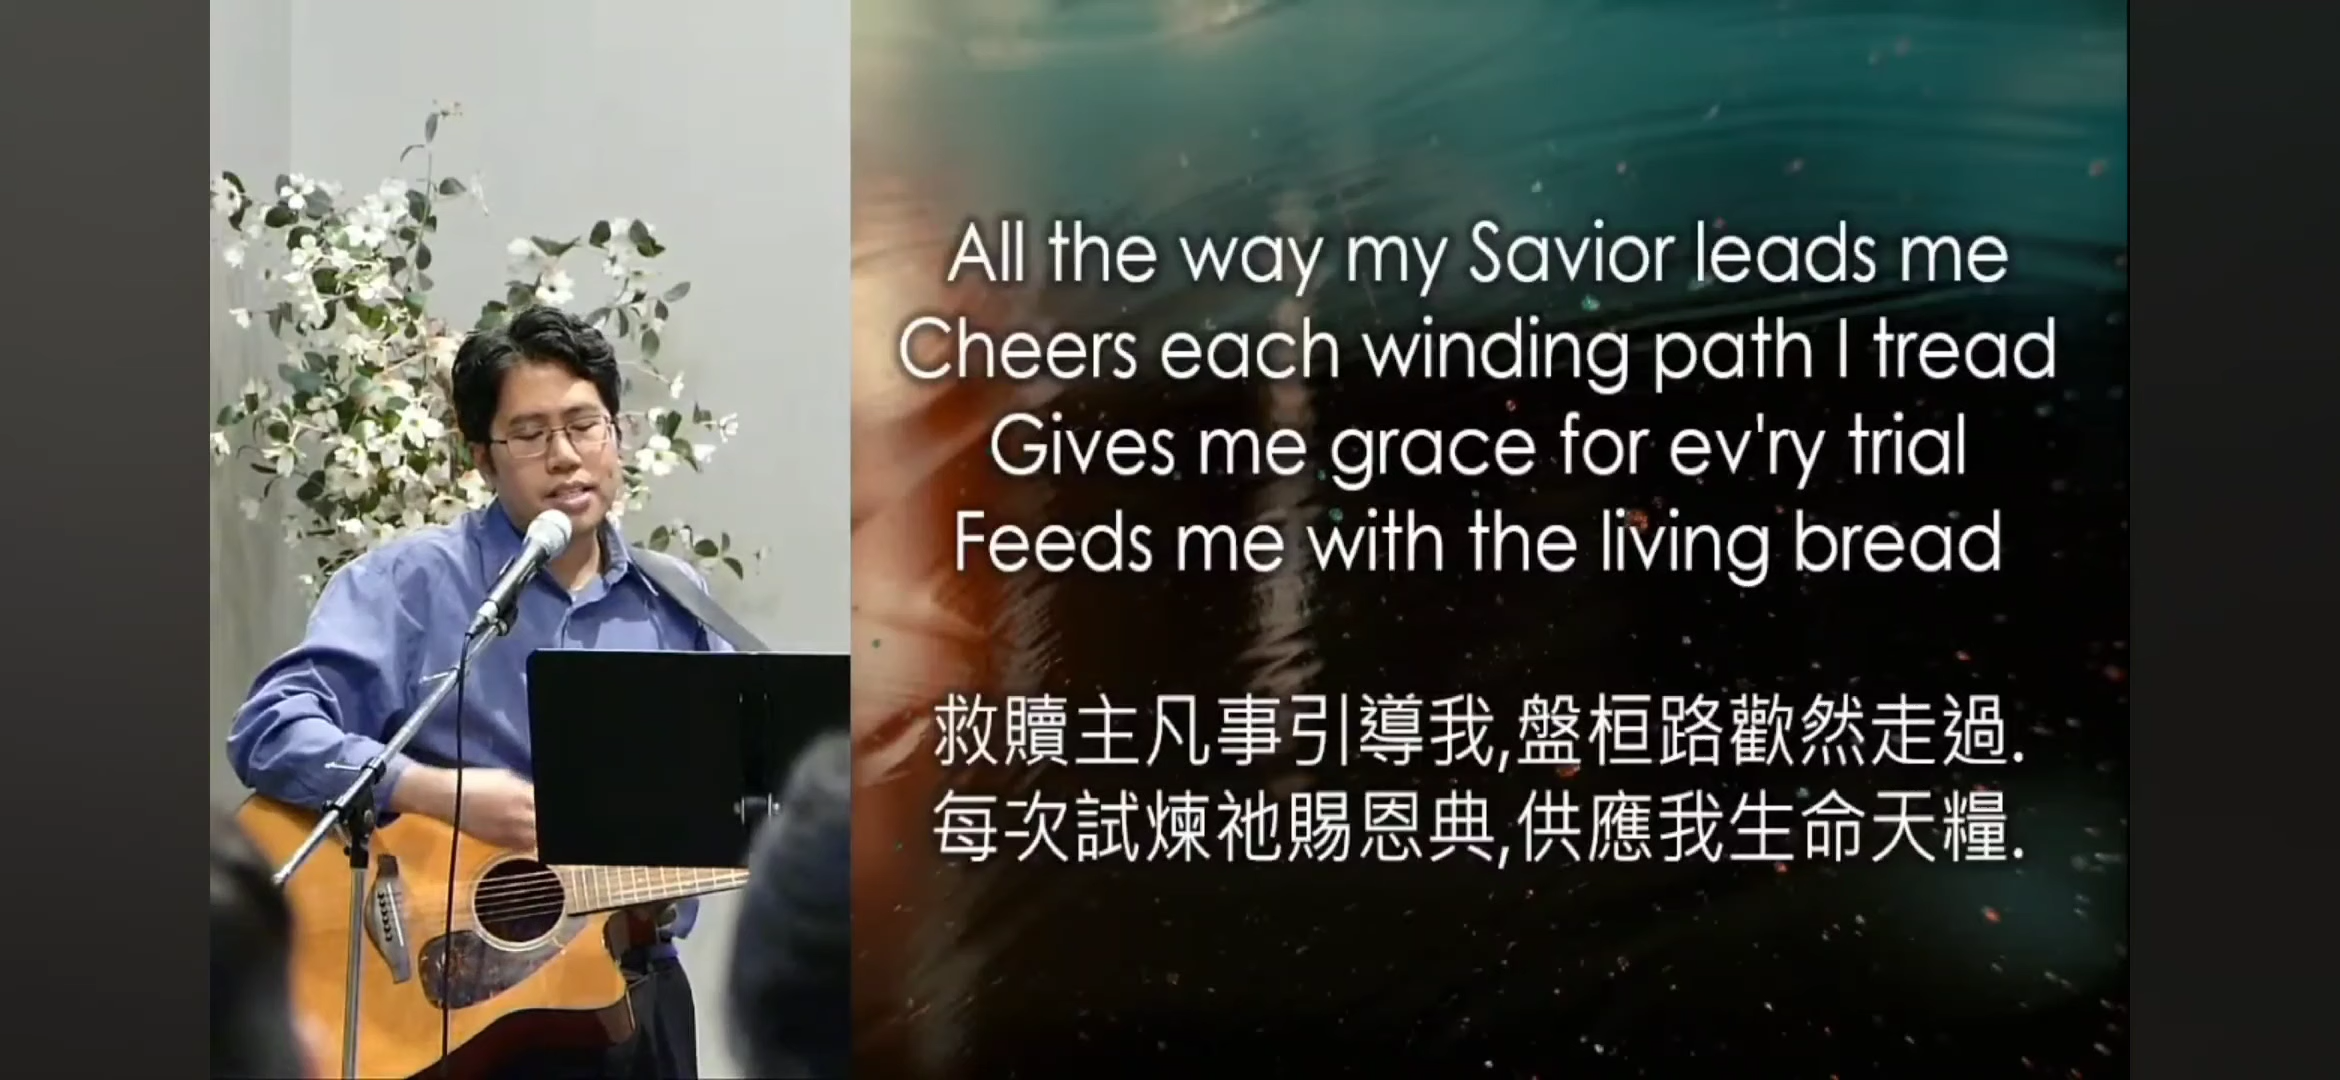 All the way my Savior leads me
Cheers each winding path I tread
Gives me grace for ev'ry trial
Feeds me with the living bread
救贖主凡事引導我,盤桓路歡然走過.
每次試煉祂賜恩典,供應我生命天糧.